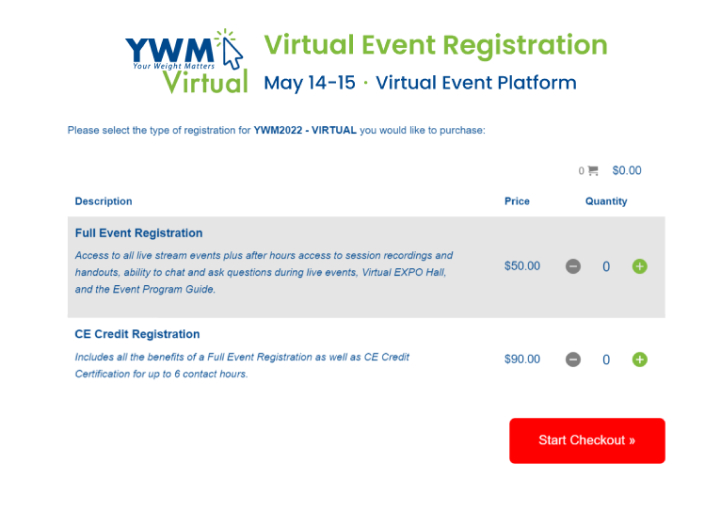 YWM
Your Weight Matters
Virtual
Virtual Event Registration
May 14-15 · Virtual Event Platform
Please select the type of registration for YWM2022 - VIRTUAL you would like to purchase:
0 $0.00
Description Price Quantity
Full Event Registration
Access to all live stream events plus after hours access to session recordings and
handouts, ability to chat and ask questions during live events, Virtual EXPO Hall,
and the Event Program Guide.
$50.00 − 0 +
CE Credit Registration
Includes all the benefits of a Full Event Registration as well as CE Credit
Certification for up to 6 contact hours.
$90.00 − 0 +
Start Checkout »